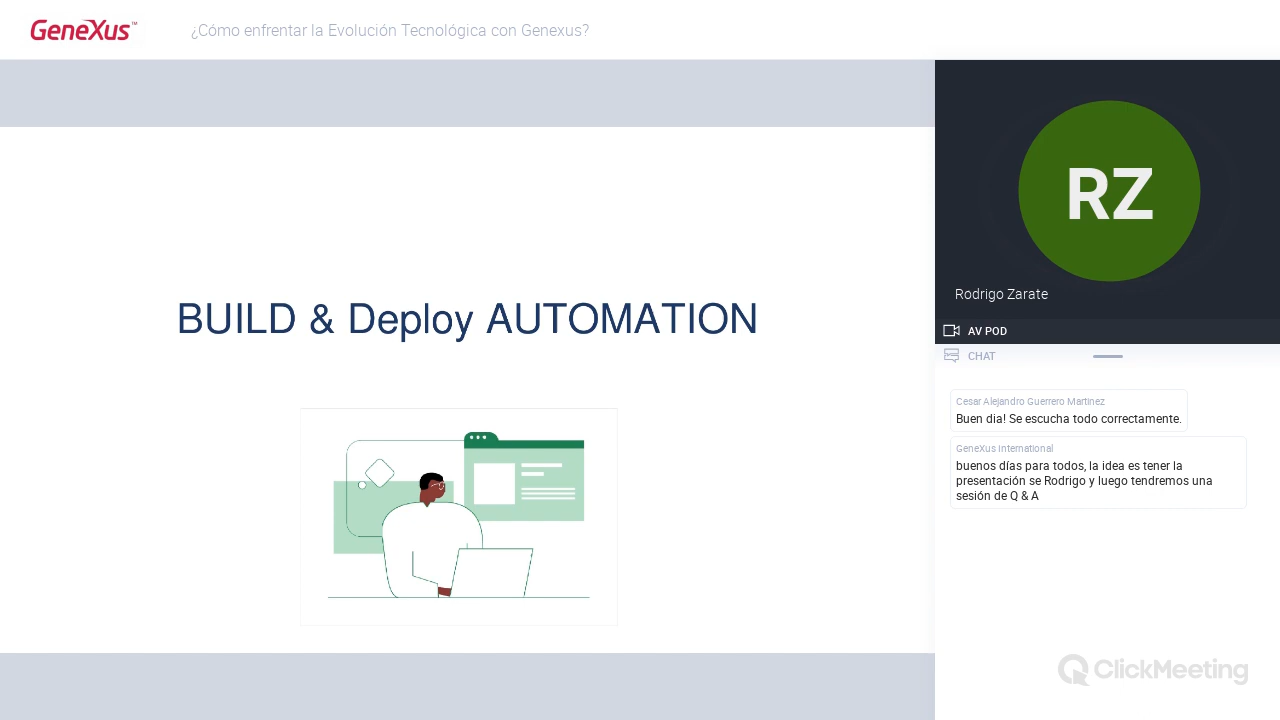 GeneXus™
¿Cómo enfrentar la Evolución Tecnológica con Genexus?
BUILD & Deploy AUTOMATION
RZ
Rodrigo Zarate
AV POD
CHAT
Cesar Alejandro Guerrero Martinez
Buen dia! Se escucha todo correctamente.
GeneXus International
buenos días para todos, la idea es tener la
presentación se Rodrigo y luego tendremos una
sesión de Q & A
ClickMeeting